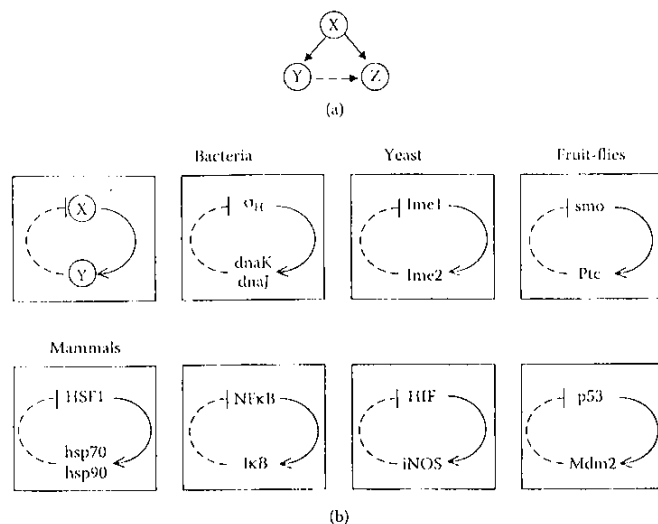 X
Y Z
(a)
Bacteria Yeast Fruit-flies
X σH Ime1 smo
Y dnaK Ime2 Ptc
dnaJ
Mammals
HSF1 NFκB HIF p53
hsp70 IκB iNOS Mdm2
hsp90
(b)